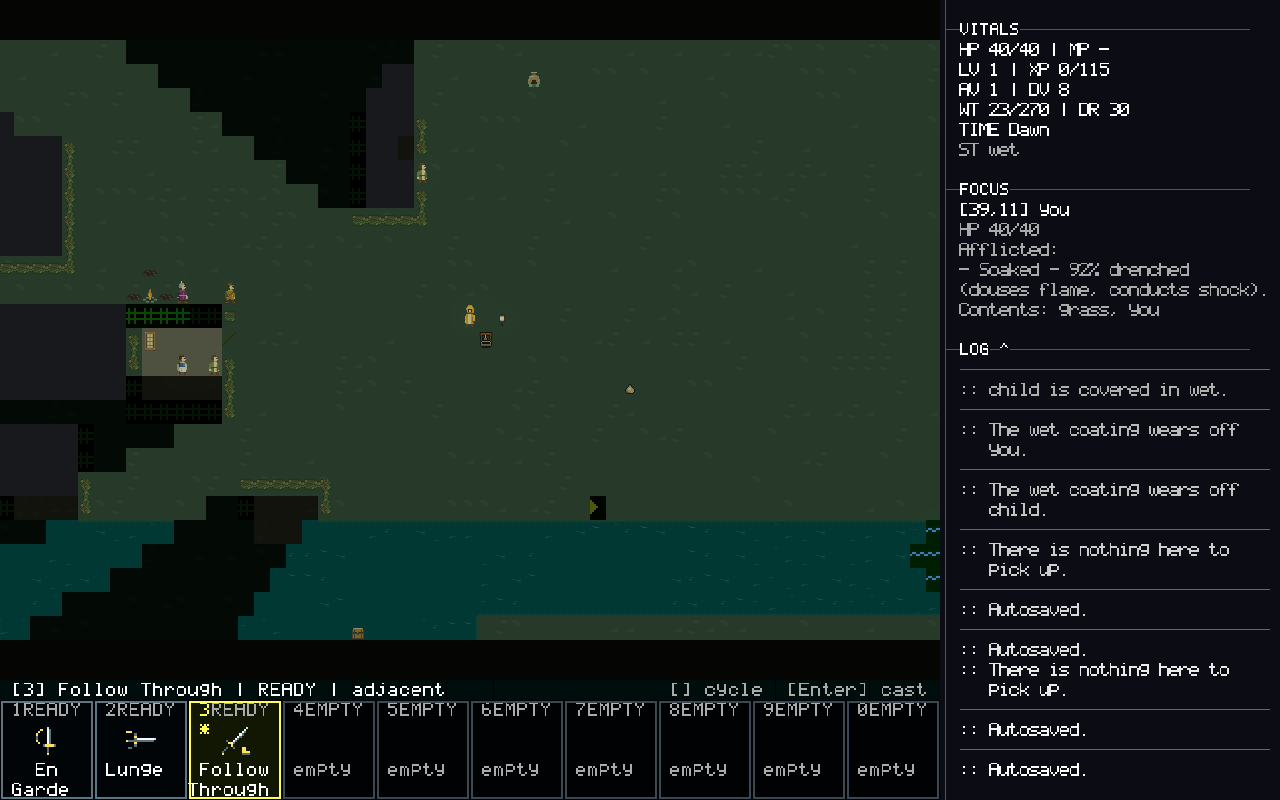 VITALS
HP 40/40 | MP -
LV 1 | XP 0/115
AV 1 | DV 8
WT 23/270 | DR 30
TIME Dawn
ST wet
FOCUS
[39,11] You
HP 40/40
Afflicted:
- Soaked - 92% drenched
(douses flame, conducts shock).
Contents: grass, you
LOG ^
:: child is covered in wet.
:: The wet coating wears off
you.
:: The wet coating wears off
child.
:: There is nothing here to
pick up.
:: Autosaved.
:: Autosaved.
:: There is nothing here to
pick up.
:: Autosaved.
:: Autosaved.
[3] Follow Through | READY | adjacent
[] cycle [Enter] cast
1READY 2READY 3READY 4EMPTY 5EMPTY 6EMPTY 7EMPTY 8EMPTY 9EMPTY 0EMPTY
*
*
En Lunge Follow empty empty empty empty empty empty empty
Garde Through